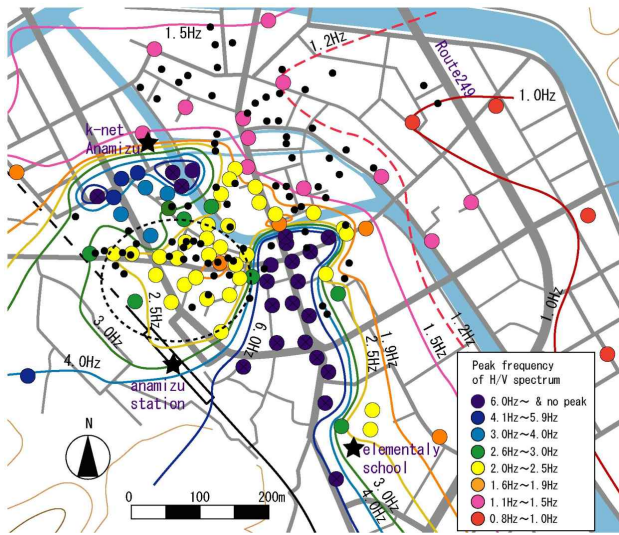 1.5Hz
1.2Hz
Route249
1.0Hz
k-net
Anamizu
2.5Hz
3.0Hz
4.0Hz
6.0Hz
1.0Hz
1.9Hz
2.5Hz
1.5Hz
1.2Hz
anamizu
station
elementaly
school
3.0Hz
4.0Hz
N
0 100 200m
Peak frequency
of H/V spectrum
6.0Hz～ & no peak
4.1Hz～5.9Hz
3.0Hz～4.0Hz
2.6Hz～3.0Hz
2.0Hz～2.5Hz
1.6Hz～1.9Hz
1.1Hz～1.5Hz
0.8Hz～1.0Hz